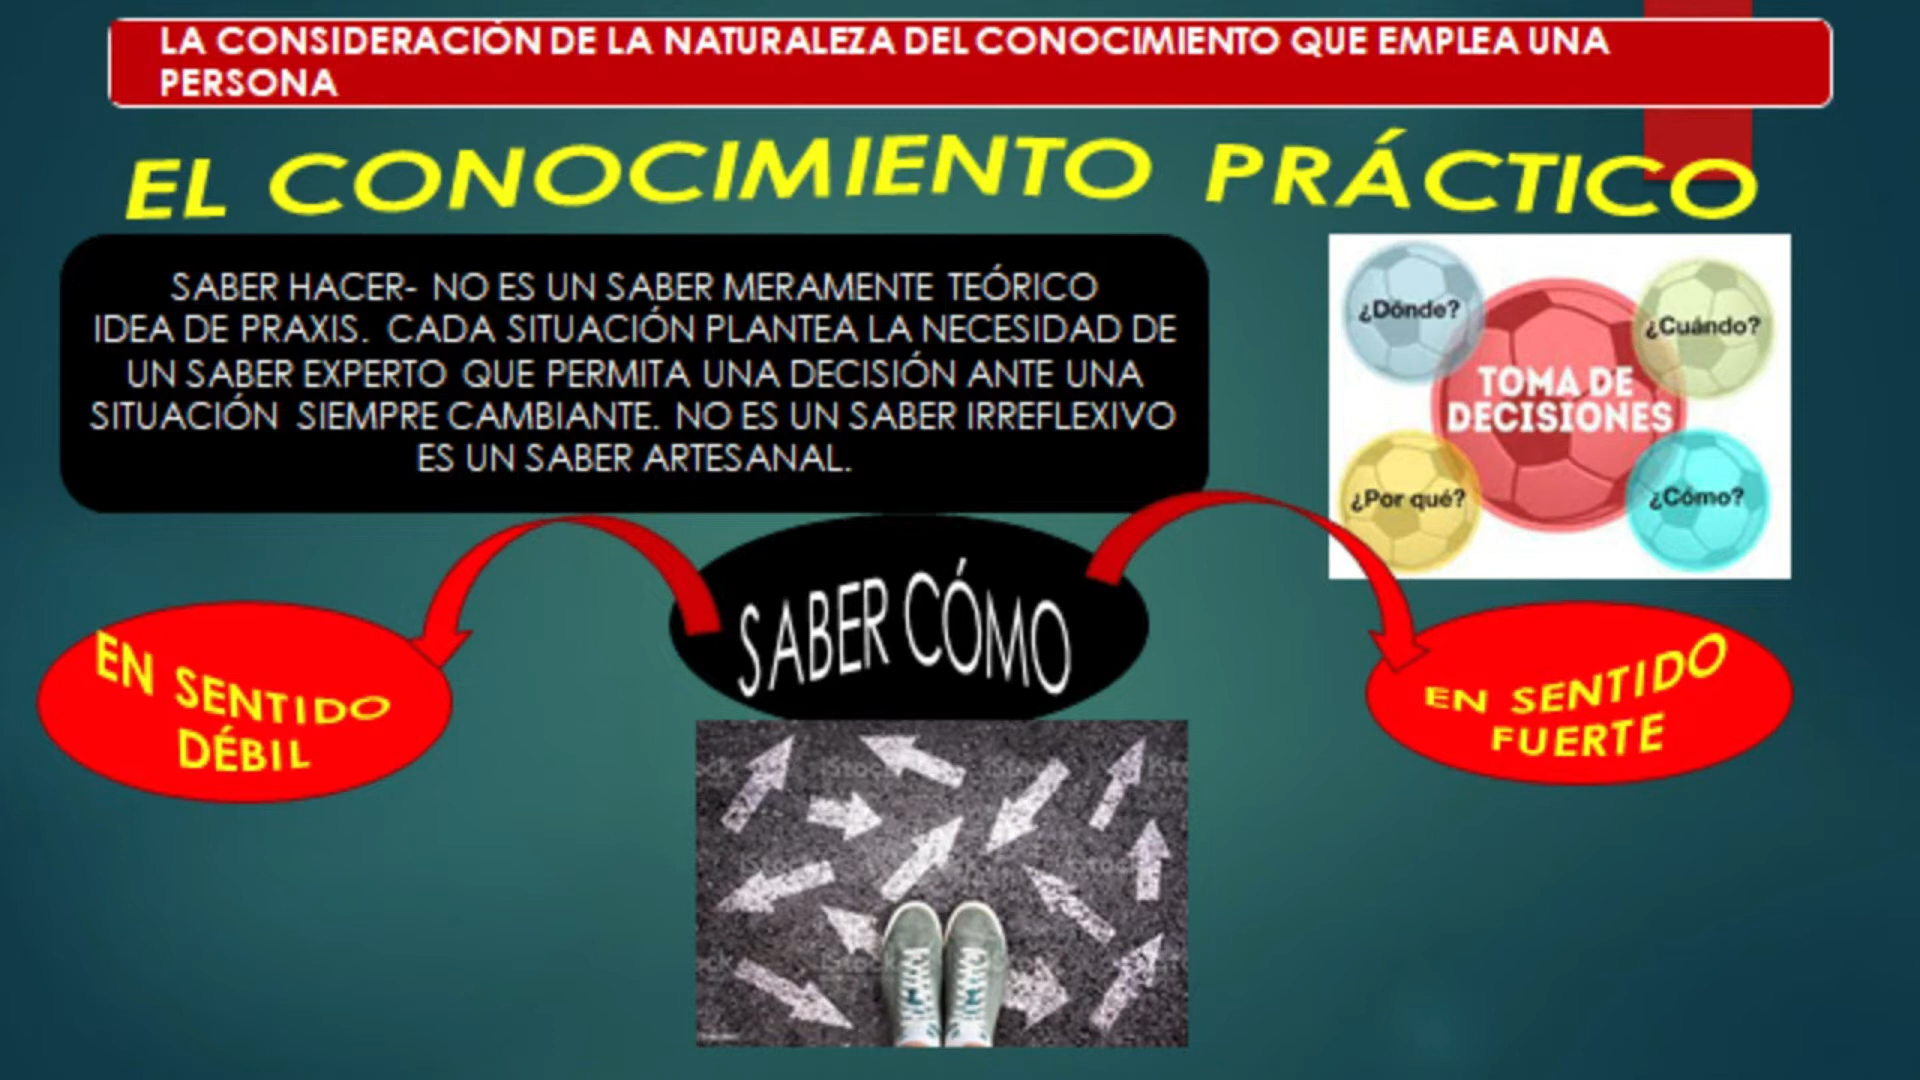 LA CONSIDERACIÓN DE LA NATURALEZA DEL CONOCIMIENTO QUE EMPLEA UNA
PERSONA
EL CONOCIMIENTO PRÁCTICO
SABER HACER- NO ES UN SABER MERAMENTE TEÓRICO
IDEA DE PRAXIS. CADA SITUACIÓN PLANTEA LA NECESIDAD DE
UN SABER EXPERTO QUE PERMITA UNA DECISIÓN ANTE UNA
SITUACIÓN SIEMPRE CAMBIANTE. NO ES UN SABER IRREFLEXIVO
ES UN SABER ARTESANAL.
¿Dónde?
¿Cuándo?
TOMA DE
DECISIONES
¿Por qué?
¿Cómo?
SABER CÓMO
EN SENTIDO
DÉBIL
EN SENTIDO
FUERTE
iStock